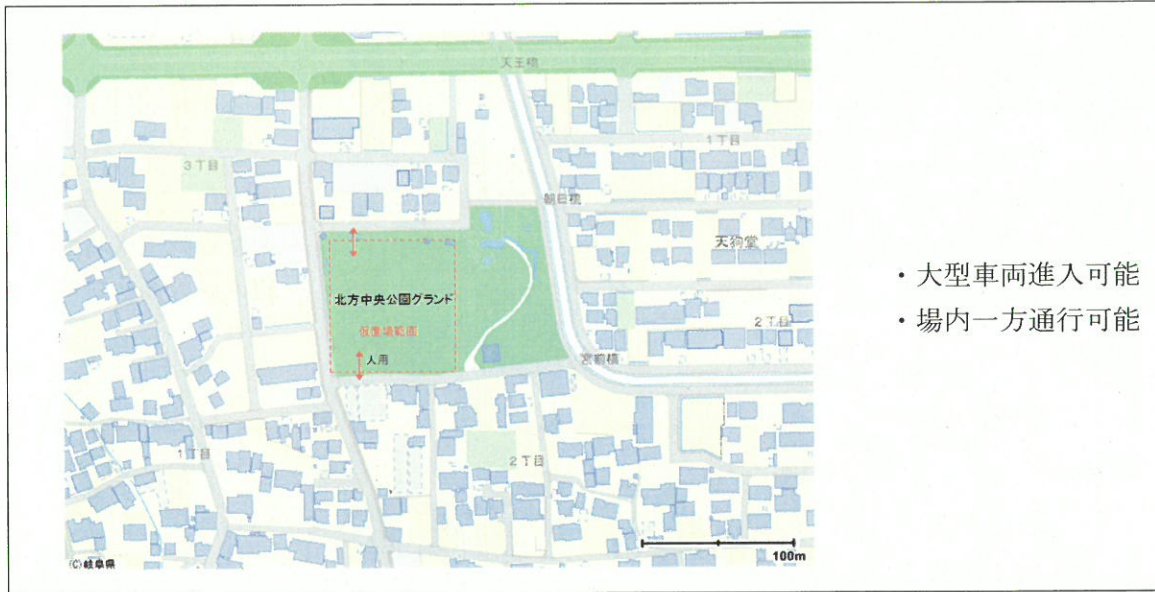 天王橋
1丁目
3丁目
朝日橋
天狗堂
北方中央公園グランド
仮置場範囲
2丁目
人用
宮前橋
1丁目
2丁目
100m
(C)岐阜県
・大型車両進入可能
・場内一方通行可能